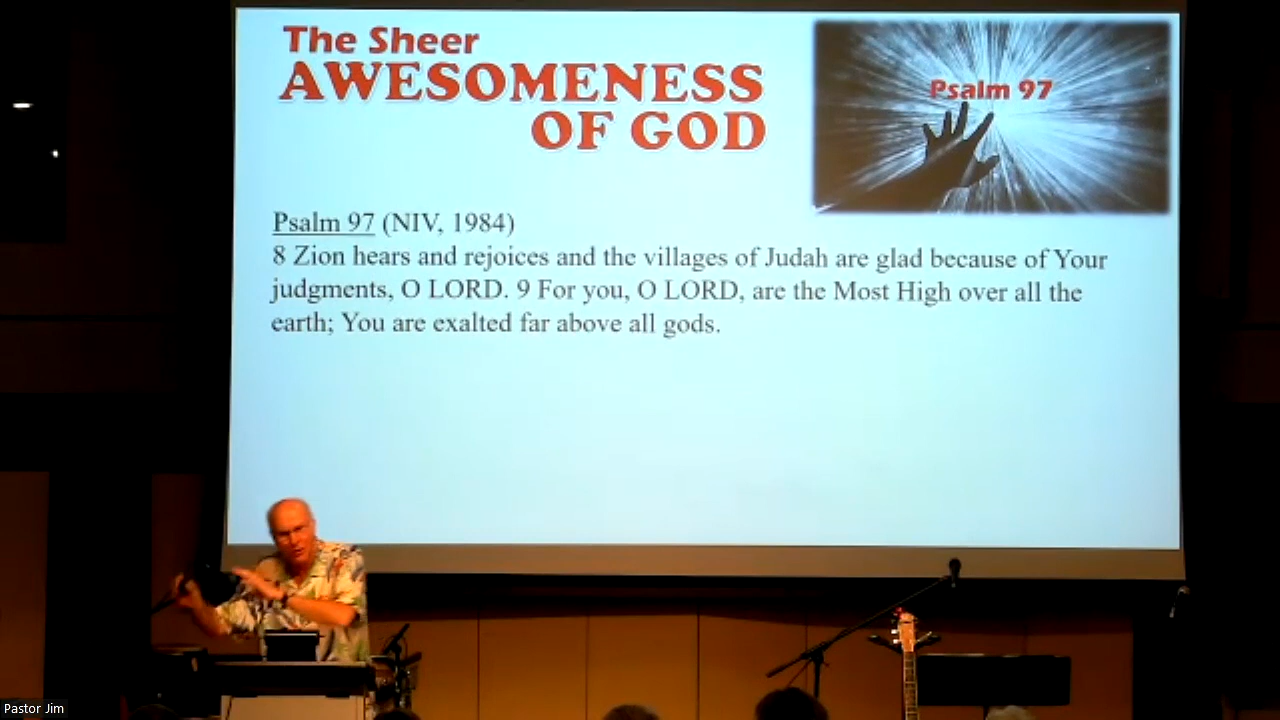 The Sheer
AWESOMENESS
OF GOD
Psalm 97
Psalm 97 (NIV, 1984)
8 Zion hears and rejoices and the villages of Judah are glad because of Your
judgments, O LORD. 9 For you, O LORD, are the Most High over all the
earth; You are exalted far above all gods.
Pastor Jim